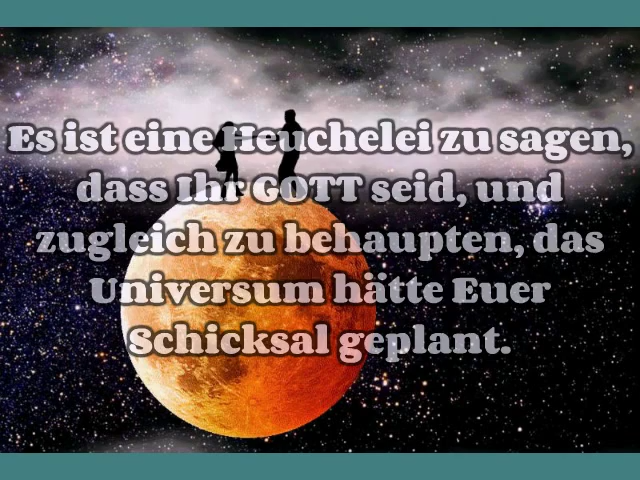 Es ist eine Heuchelei zu sagen,
dass Ihr GOTT seid, und
zugleich zu behaupten, das
Universum hätte Euer
Schicksal geplant.